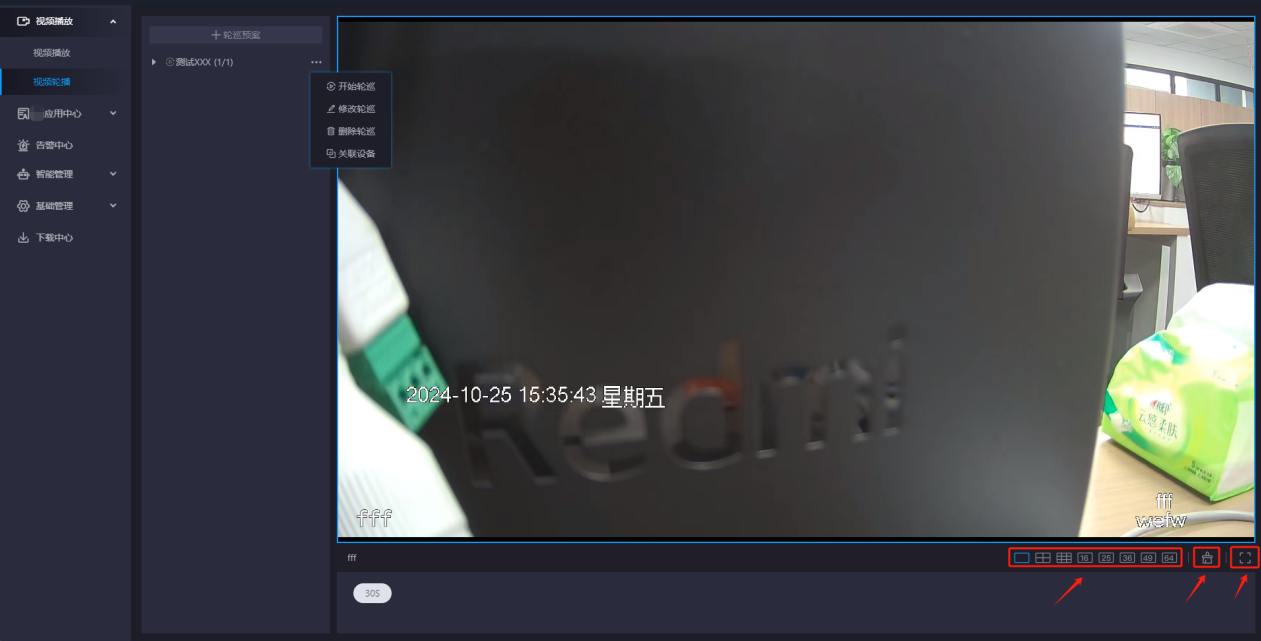 视频播放
视频播放
视频轮播
应用中心
告警中心
智能管理
基础管理
下载中心
轮巡预案
测试XXX (1/1)
开始轮巡
修改轮巡
删除轮巡
关联设备
Redmi
2024-10-25 15:35:43 星期五
云感柔肤
fff
fff
wefw
fff
16 25 36 49 64
30S